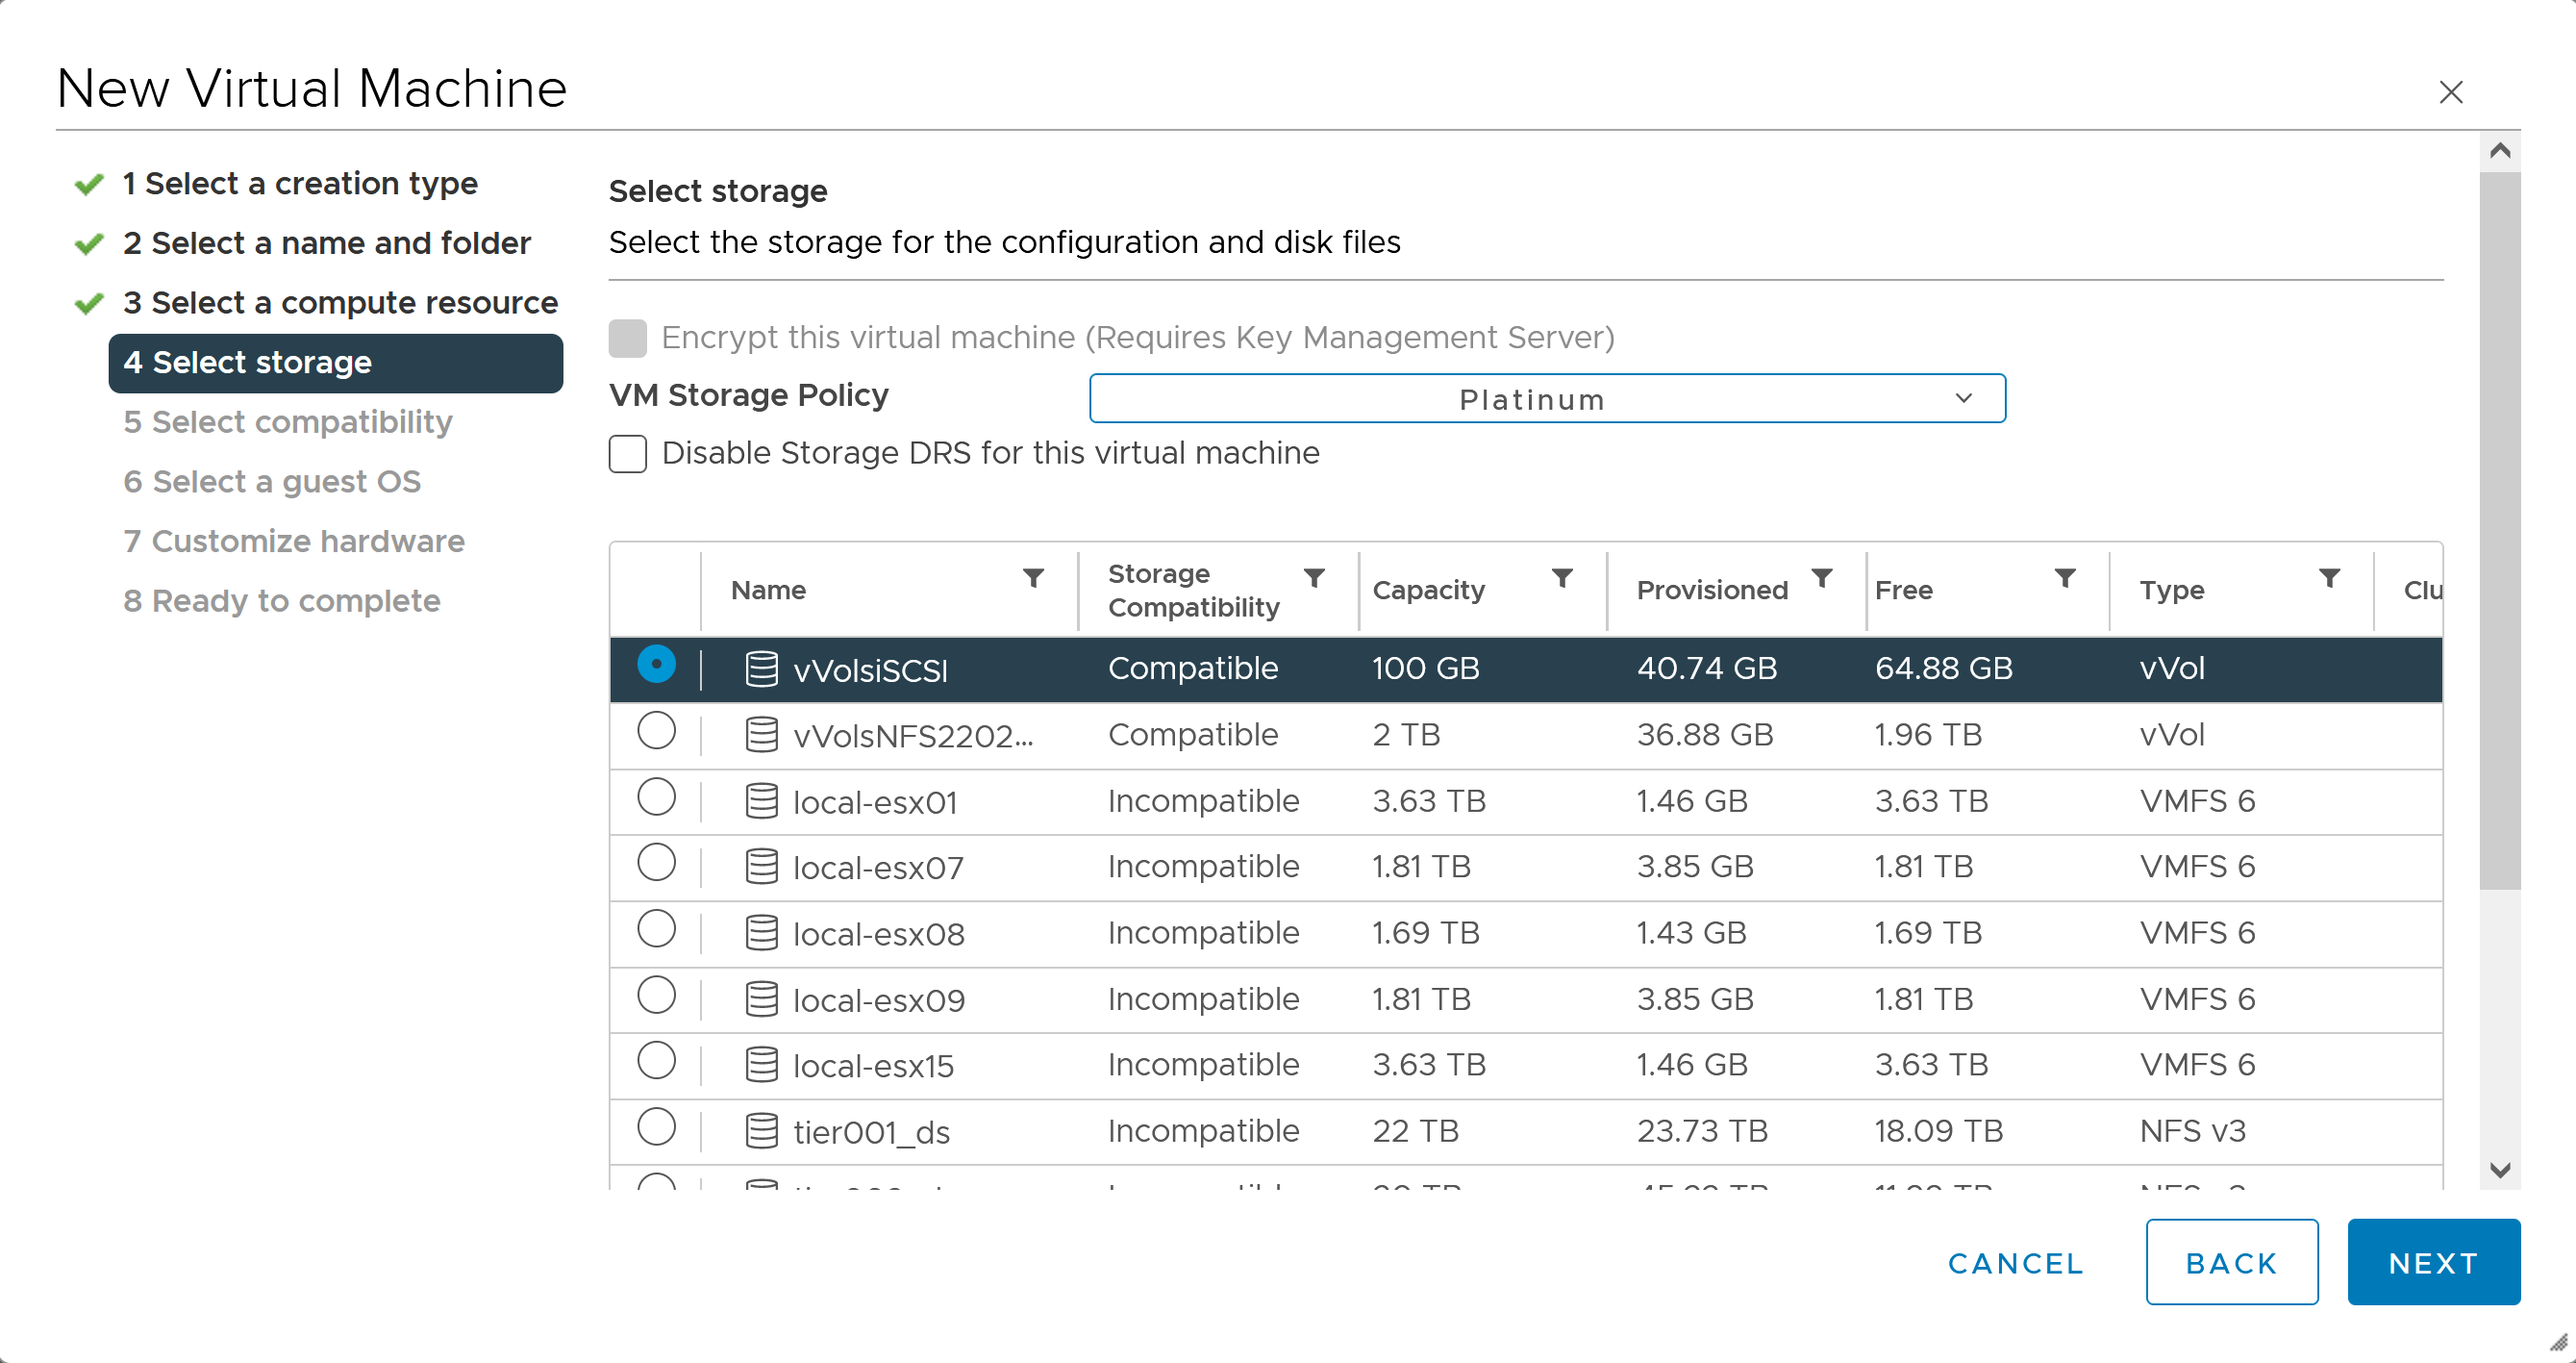 New Virtual Machine
1 Select a creation type
2 Select a name and folder
3 Select a compute resource
4 Select storage
5 Select compatibility
6 Select a guest OS
7 Customize hardware
8 Ready to complete
Select storage
Select the storage for the configuration and disk files
Encrypt this virtual machine (Requires Key Management Server)
VM Storage Policy Platinum
Disable Storage DRS for this virtual machine
Name Storage Compatibility Capacity Provisioned Free Type Clu
vVolsiSCSI Compatible 100 GB 40.74 GB 64.88 GB vVol
vVolsNFS2202... Compatible 2 TB 36.88 GB 1.96 TB vVol
local-esx01 Incompatible 3.63 TB 1.46 GB 3.63 TB VMFS 6
local-esx07 Incompatible 1.81 TB 3.85 GB 1.81 TB VMFS 6
local-esx08 Incompatible 1.69 TB 1.43 GB 1.69 TB VMFS 6
local-esx09 Incompatible 1.81 TB 3.85 GB 1.81 TB VMFS 6
local-esx15 Incompatible 3.63 TB 1.46 GB 3.63 TB VMFS 6
tier001_ds Incompatible 22 TB 23.73 TB 18.09 TB NFS v3
CANCEL BACK NEXT